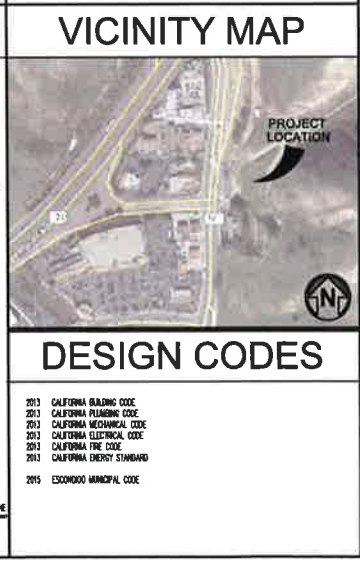 VICINITY MAP
PROJECT
LOCATION
N
DESIGN CODES
2013 CALIFORNIA BUILDING CODE
2013 CALIFORNIA PLUMBING CODE
2013 CALIFORNIA MECHANICAL CODE
2013 CALIFORNIA ELECTRICAL CODE
2013 CALIFORNIA FIRE CODE
2013 CALIFORNIA ENERGY STANDARD
2015 ESCONDIDO MUNICIPAL CODE